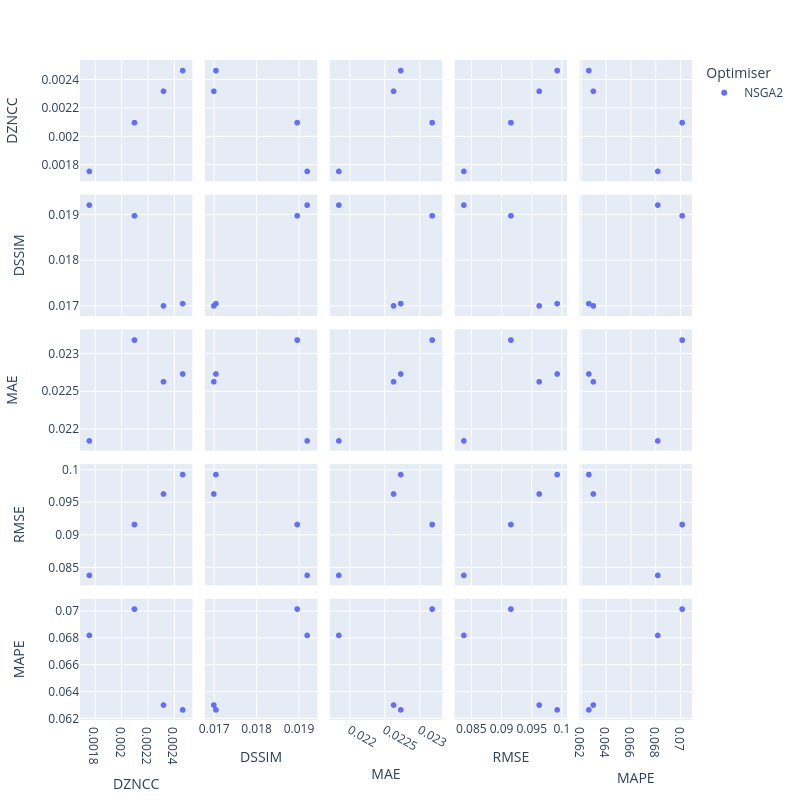 Optimiser
NSGA2
DZNCC
0.0024
0.0022
0.002
0.0018
DSSIM
0.019
0.018
0.017
MAE
0.023
0.0225
0.022
RMSE
0.1
0.095
0.09
0.085
MAPE
0.07
0.068
0.066
0.064
0.062
0.0018 0.002 0.0022 0.0024
0.017 0.018 0.019
0.022 0.0225 0.023
0.085 0.09 0.095 0.1
0.062 0.064 0.066 0.068 0.07
DZNCC
DSSIM
MAE
RMSE
MAPE